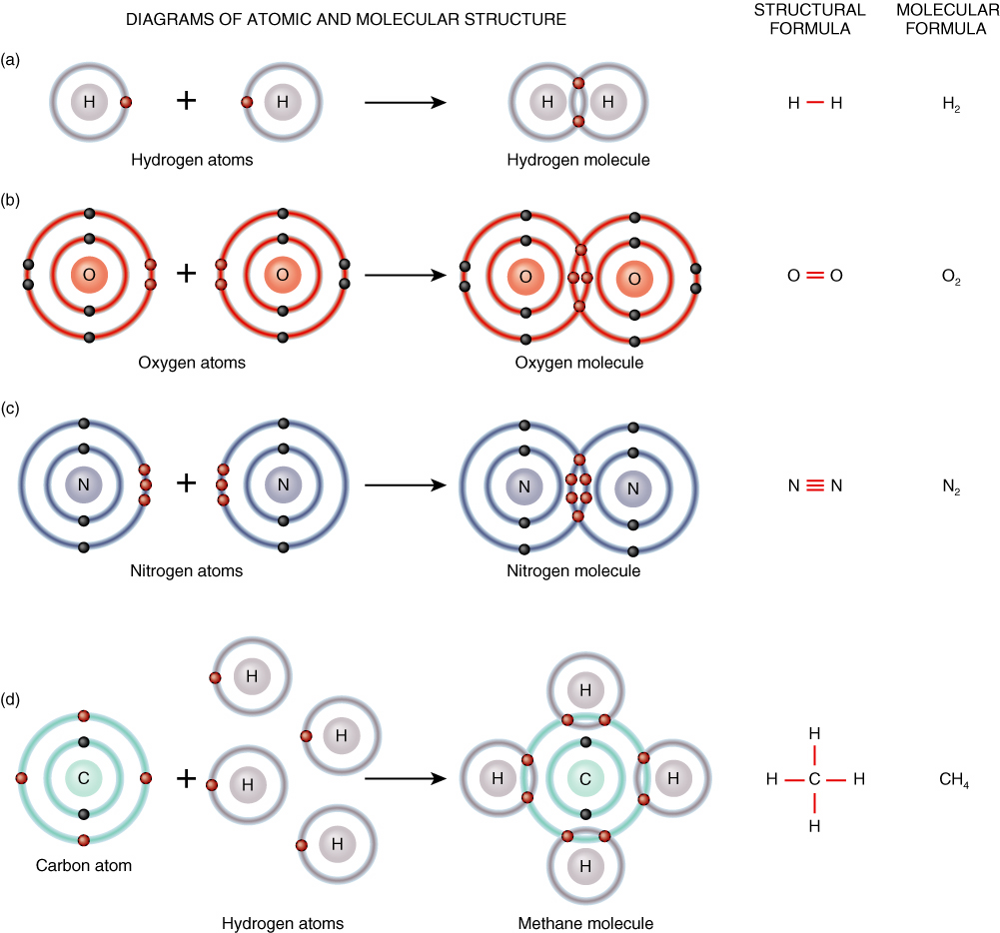 DIAGRAMS OF ATOMIC AND MOLECULAR STRUCTURE
STRUCTURAL
FORMULA
MOLECULAR
FORMULA
(a)
H
H
H
H
H — H
H₂
Hydrogen atoms
Hydrogen molecule
(b)
O
O
O
O
O = O
O₂
Oxygen atoms
Oxygen molecule
(c)
N
N
N
N
N ≡ N
N₂
Nitrogen atoms
Nitrogen molecule
(d)
H
H
H
H
C
H
H
C
H
H
H
H — C — H
H
CH₄
Carbon atom
Hydrogen atoms
Methane molecule